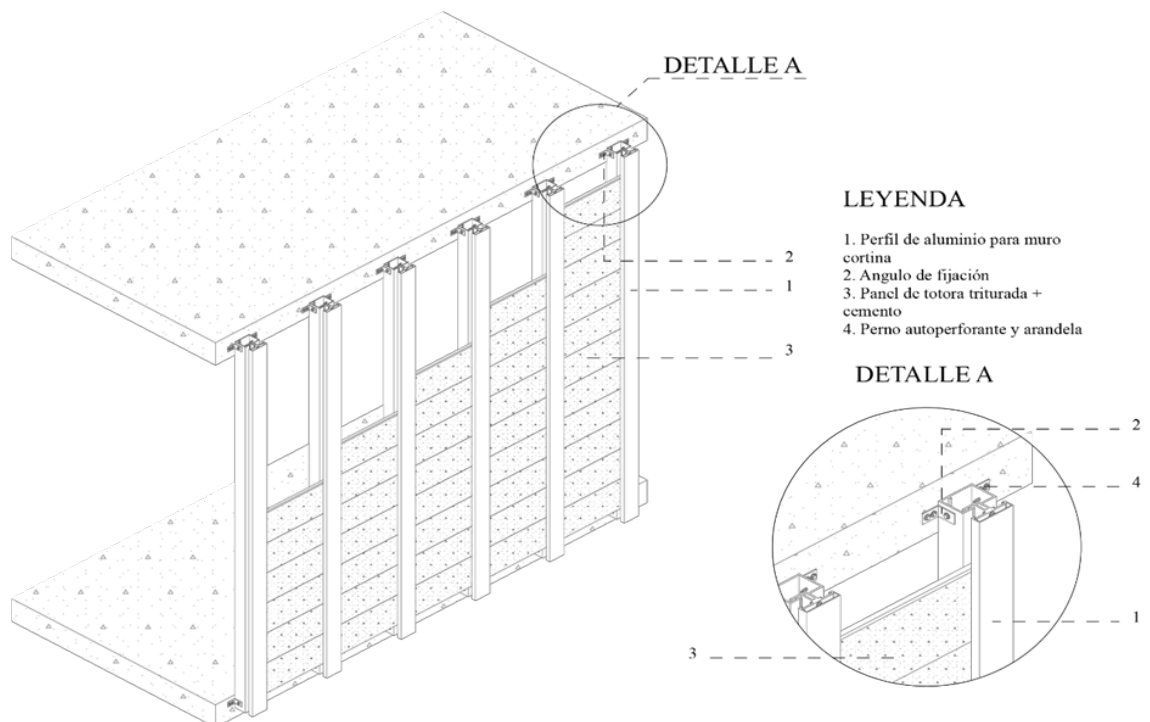 DETALLE A
LEYENDA
1. Perfil de aluminio para muro
cortina
2. Angulo de fijación
3. Panel de totora triturada +
cemento
4. Perno autoperforante y arandela
2
1
3
DETALLE A
2
4
1
3